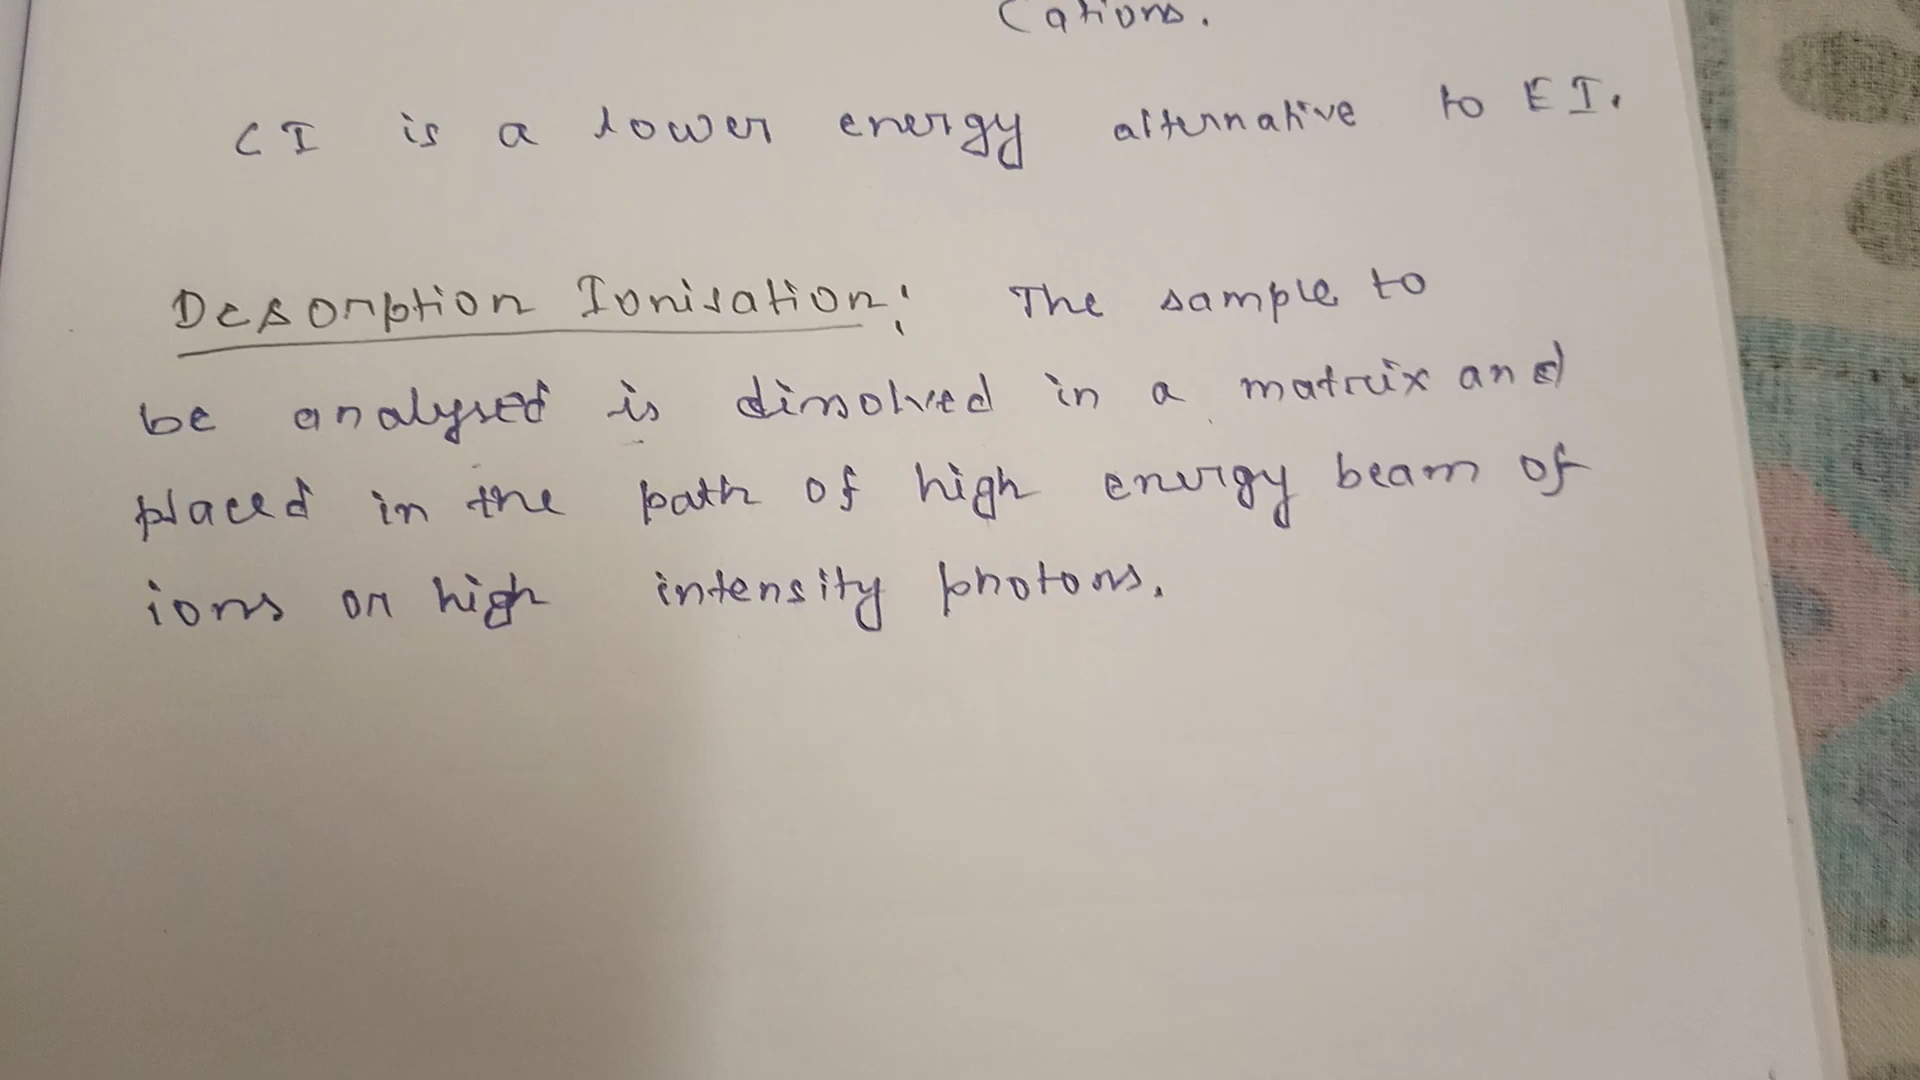 Cations.
CI is a lower energy alternative to EI.
Desorption Ionisation: The sample to
be analysed is dissolved in a matrix and
placed in the path of high energy beam of
ions or high intensity photons.